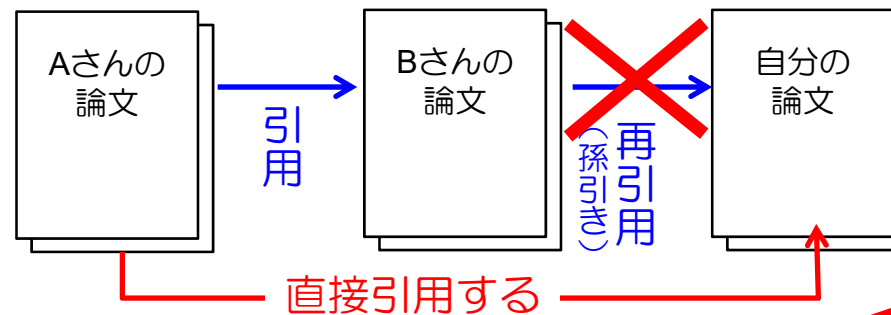 Aさんの
論文
引用
Bさんの
論文
再引用
（孫引き）
自分の
論文
直接引用する